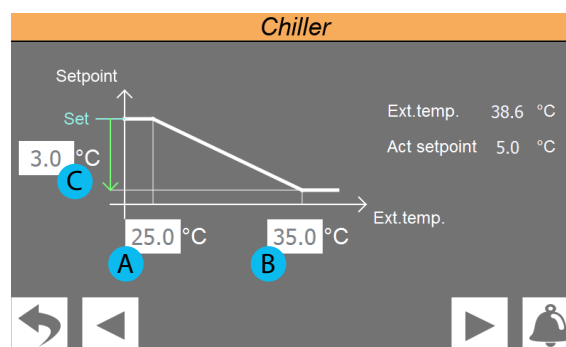 Chiller
Setpoint
Set
3.0 °C
C
Ext.temp. 38.6 °C
Act setpoint 5.0 °C
Ext.temp.
25.0 °C
35.0 °C
A
B